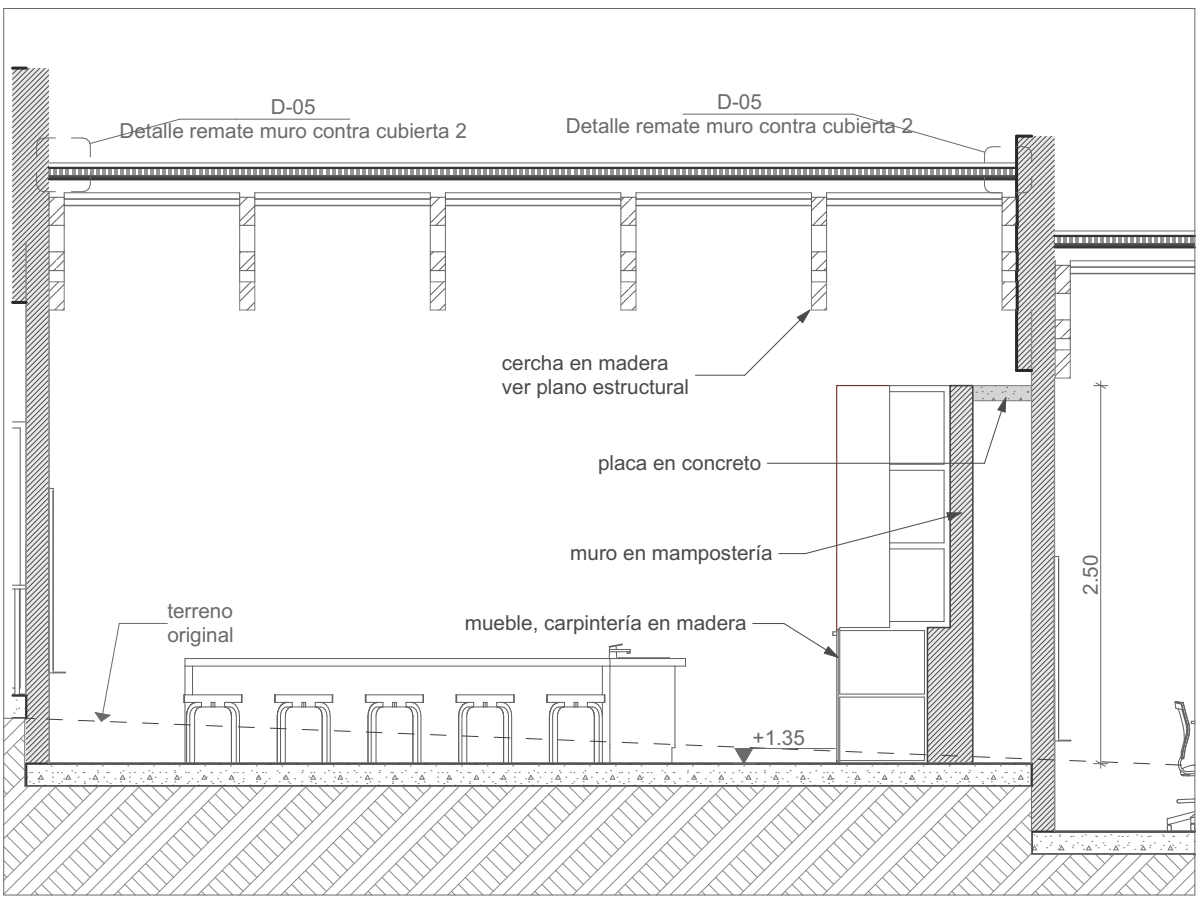 D-05
Detalle remate muro contra cubierta 2
D-05
Detalle remate muro contra cubierta 2
cercha en madera
ver plano estructural
placa en concreto
muro en mampostería
2.50
terreno
original
mueble, carpintería en madera
+1.35